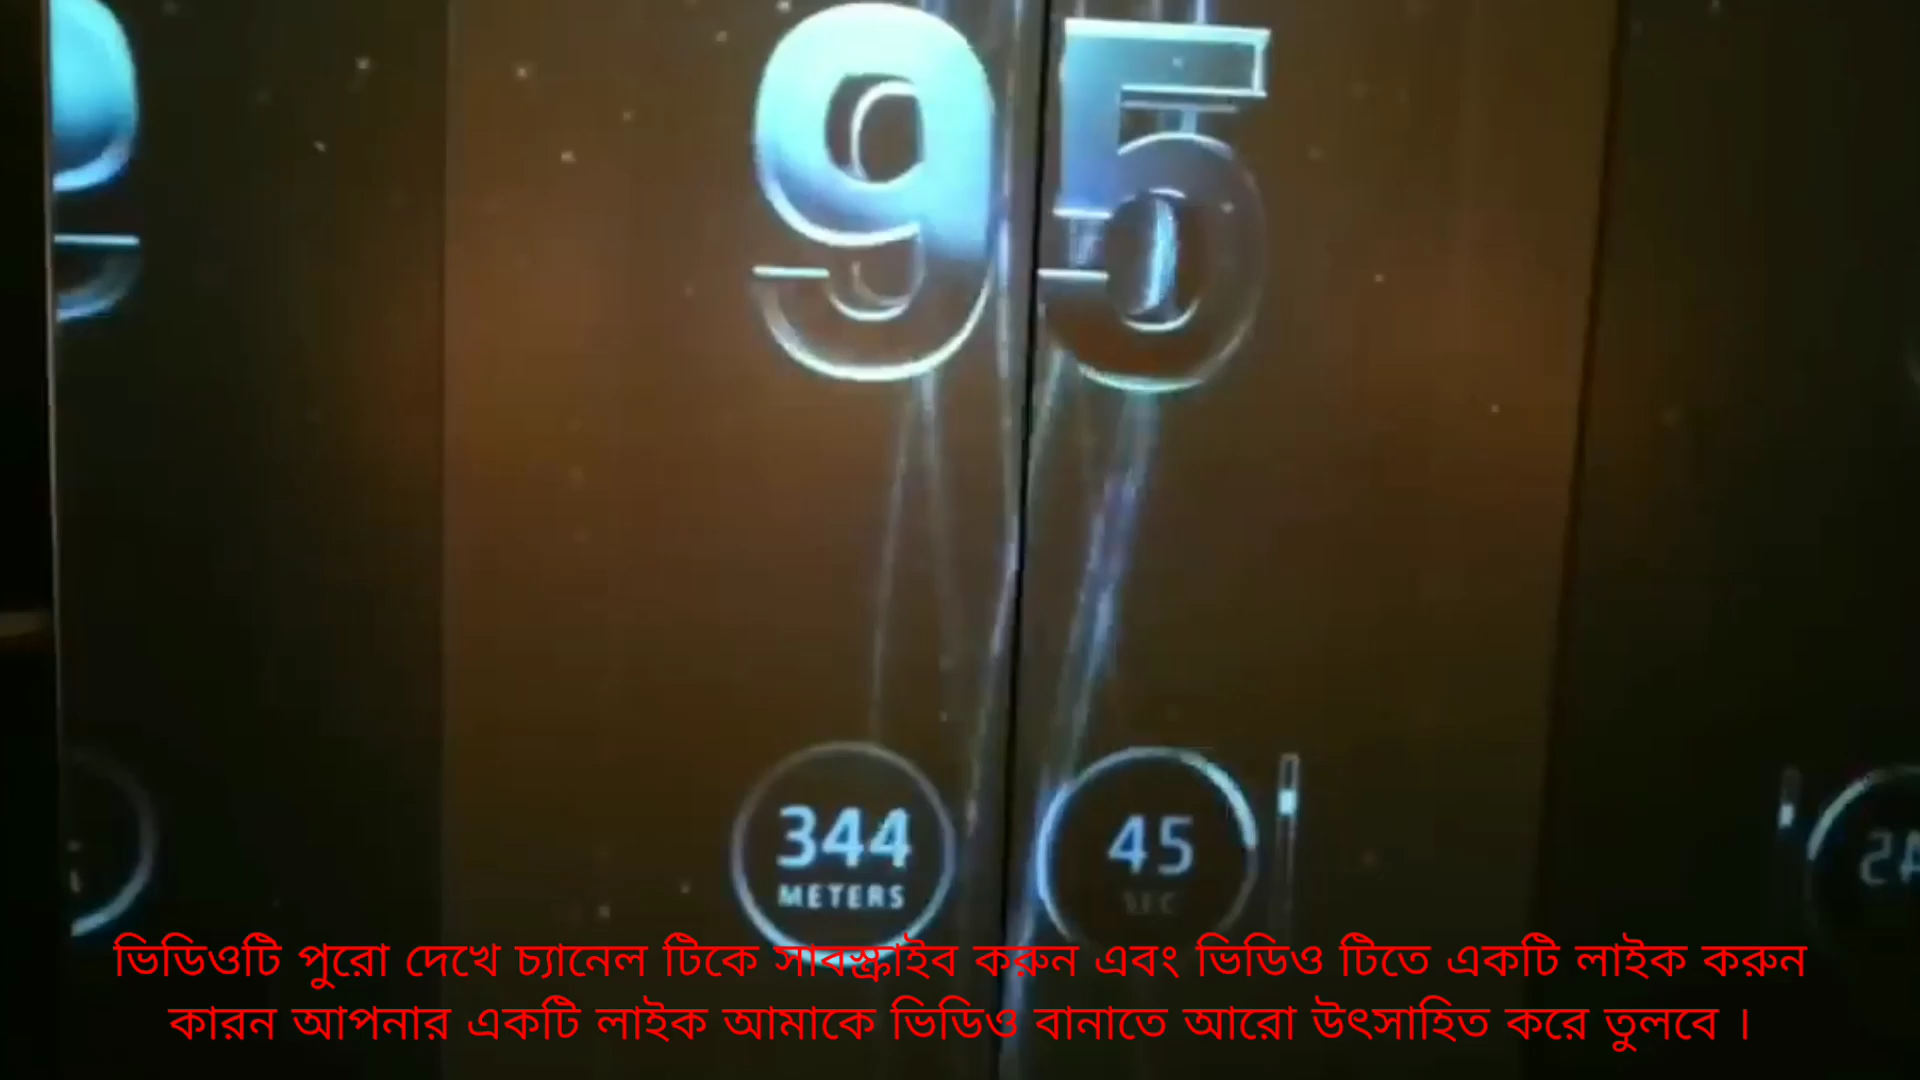 95
344
METERS
45
SEC
ভিডিওটি পুরো দেখে চ্যানেল টিকে সাবস্ক্রাইব করুন এবং ভিডিও টিতে একটি লাইক করুন
কারন আপনার একটি লাইক আমাকে ভিডিও বানাতে আরো উৎসাহিত করে তুলবে ।